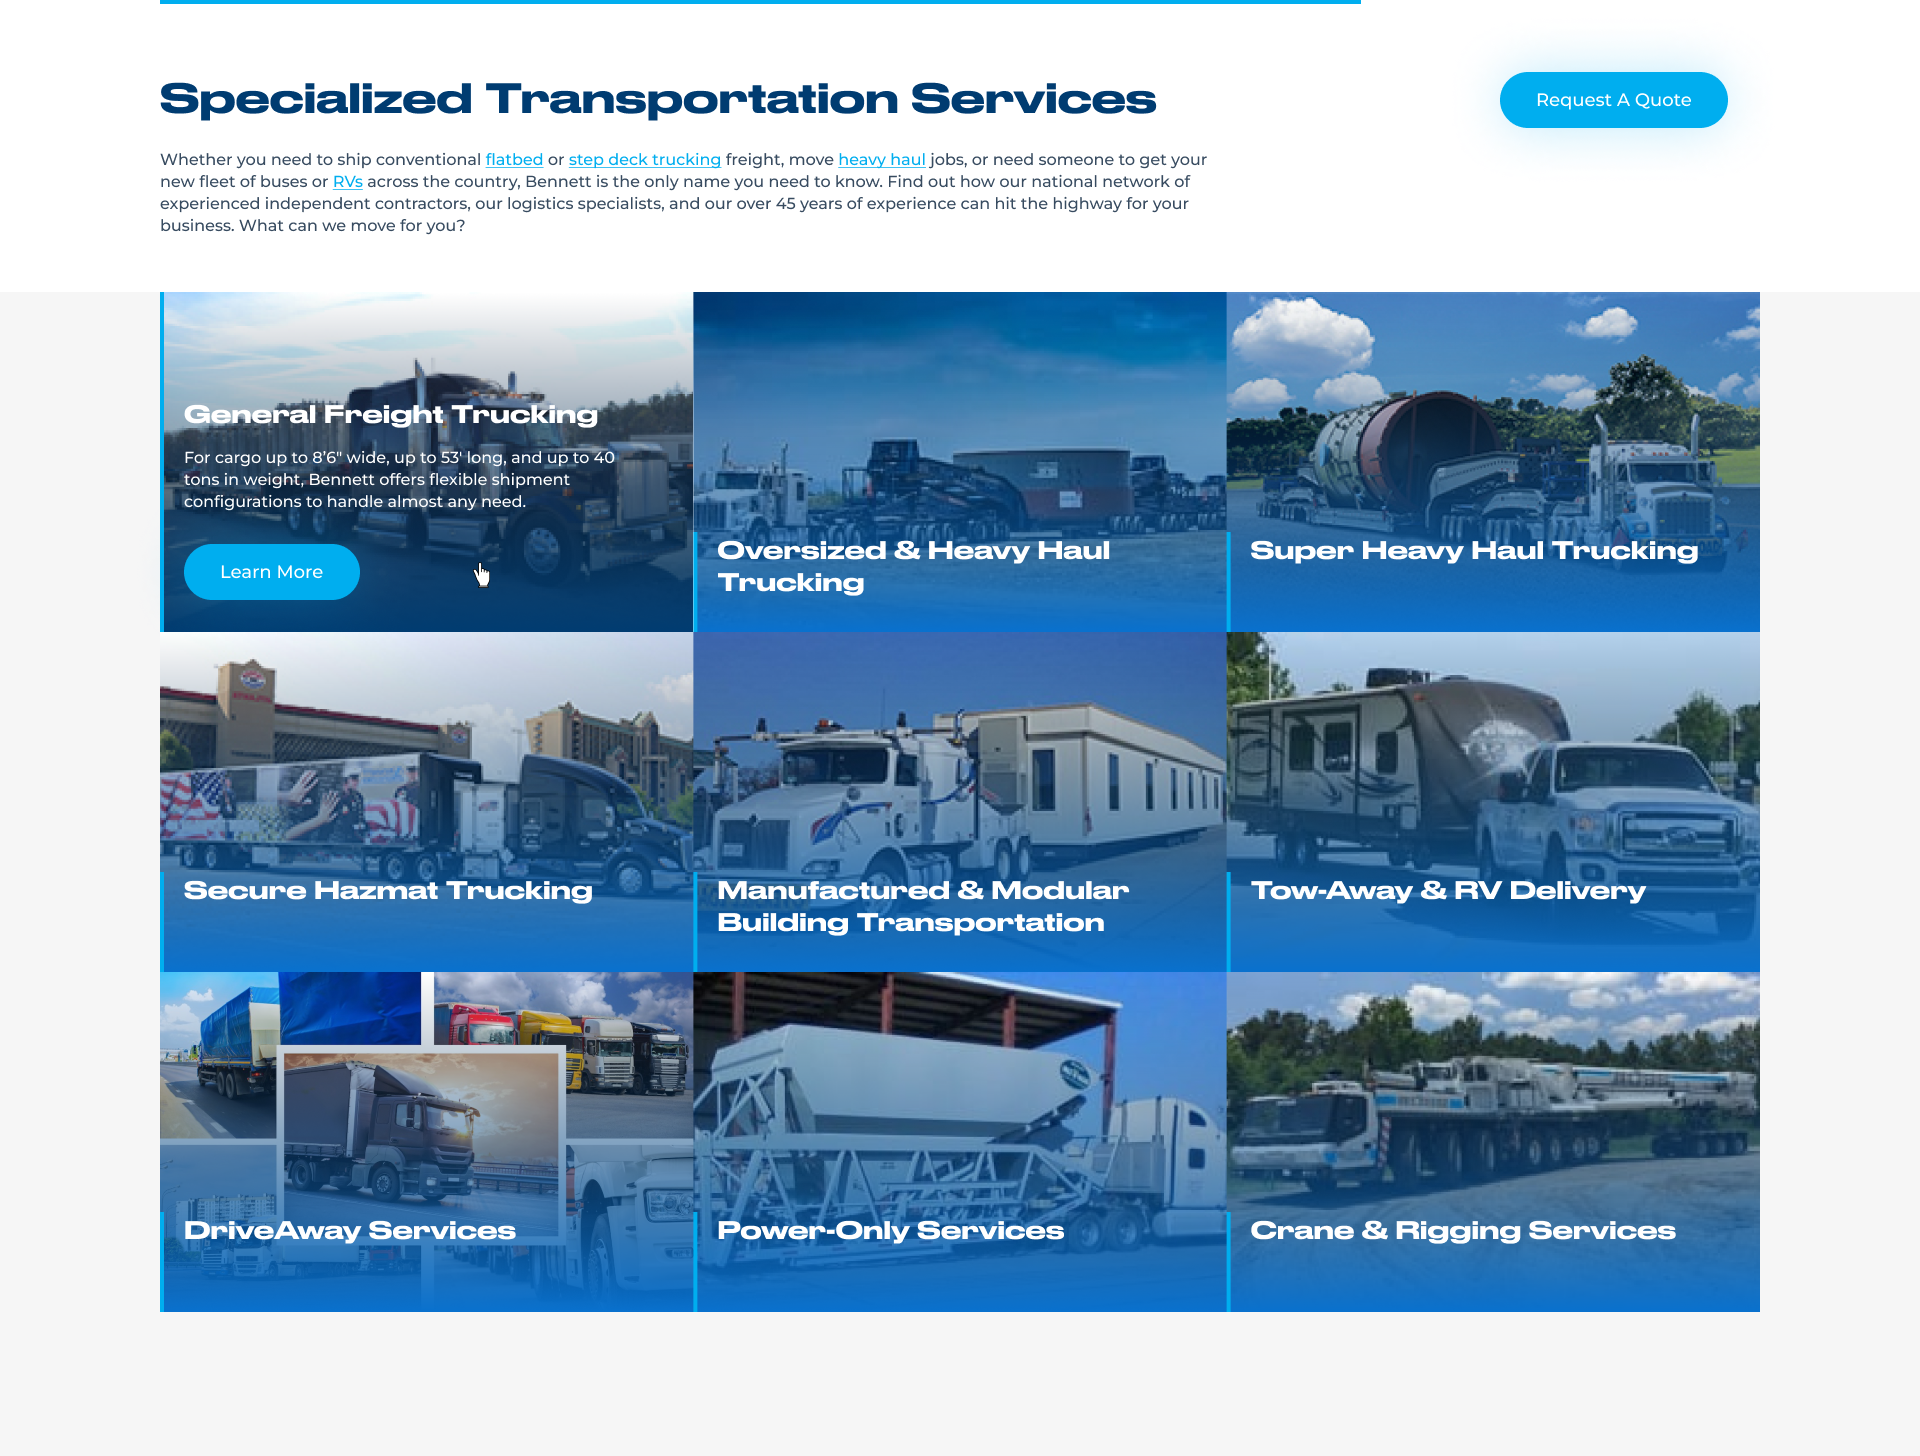 Specialized Transportation Services
Request A Quote
Whether you need to ship conventional flatbed or step deck trucking freight, move heavy haul jobs, or need someone to get your
new fleet of buses or RVs across the country, Bennett is the only name you need to know. Find out how our national network of
experienced independent contractors, our logistics specialists, and our over 45 years of experience can hit the highway for your
business. What can we move for you?
General Freight Trucking
For cargo up to 8’6" wide, up to 53' long, and up to 40
tons in weight, Bennett offers flexible shipment
configurations to handle almost any need.
Learn More
Oversized & Heavy Haul
Trucking
Super Heavy Haul Trucking
Secure Hazmat Trucking
Manufactured & Modular
Building Transportation
Tow-Away & RV Delivery
DriveAway Services
Power-Only Services
Crane & Rigging Services